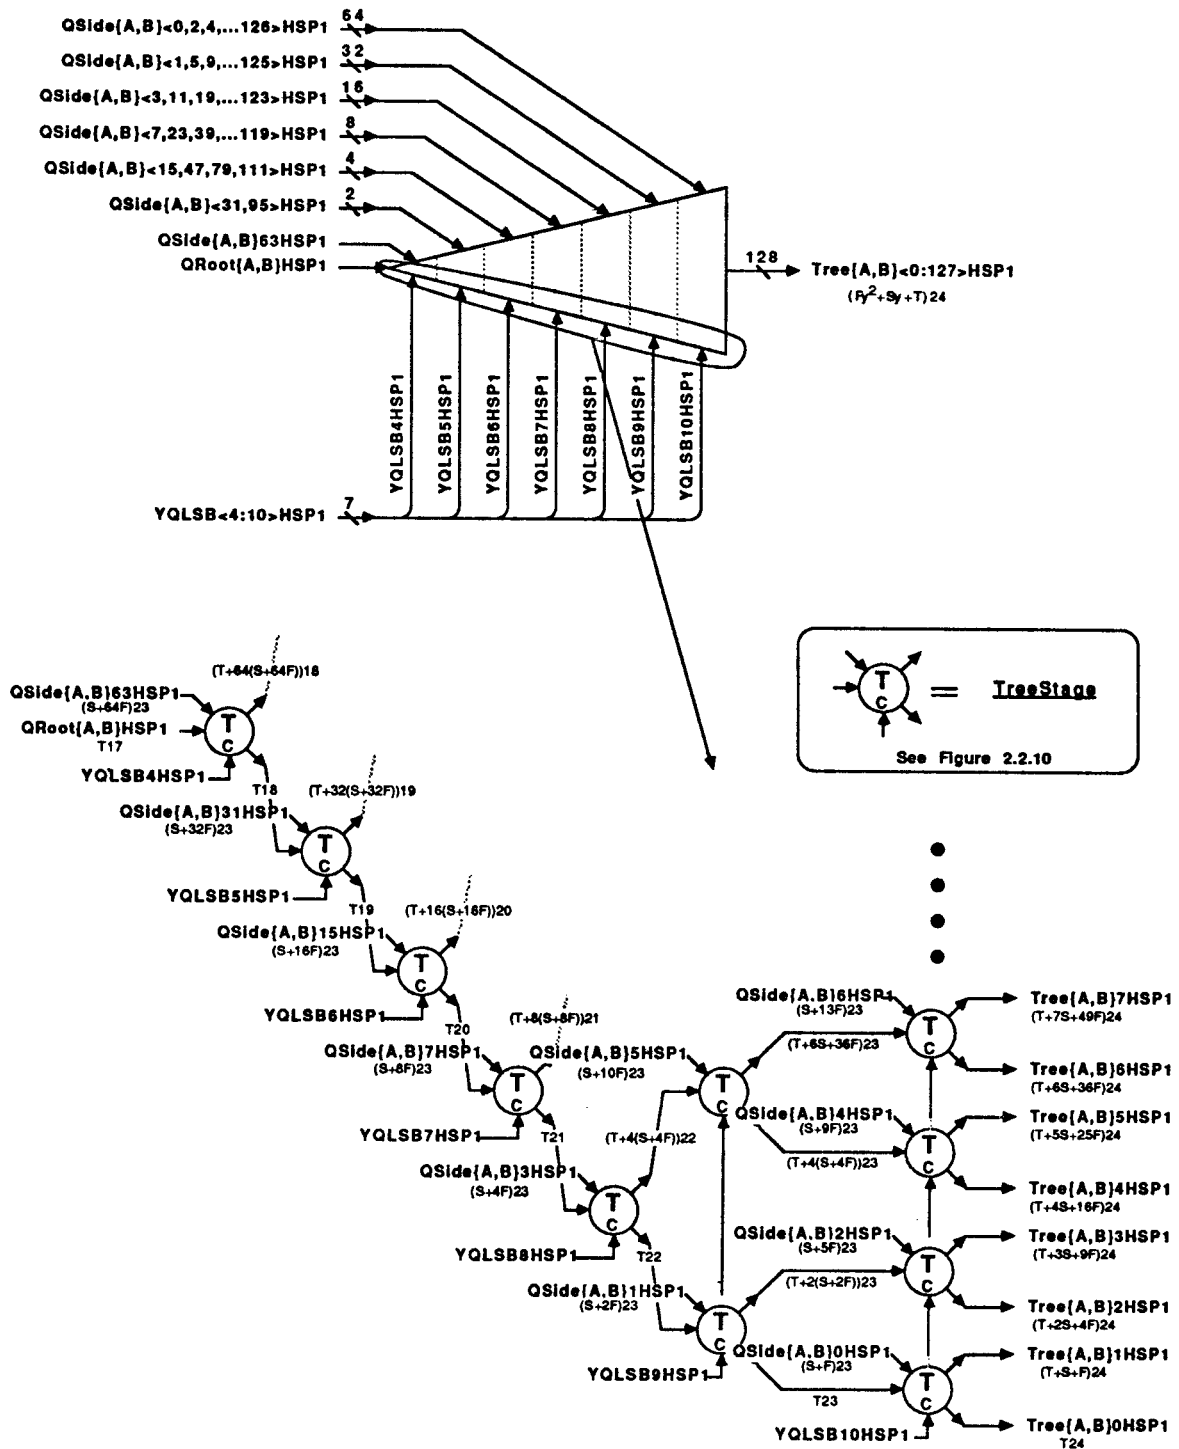 QSide{A,B}<0,2,4,...126>HSP1
64
QSide{A,B}<1,5,9,...125>HSP1
32
QSide{A,B}<3,11,19,...123>HSP1
16
QSide{A,B}<7,23,39,...119>HSP1
8
QSide{A,B}<15,47,79,111>HSP1
4
QSide{A,B}<31,95>HSP1
2
QSide{A,B}63HSP1
QRoot{A,B}HSP1
128
Tree{A,B}<0:127>HSP1
(Fy²+Sy+T)24
YQLSB4HSP1
YQLSB5HSP1
YQLSB6HSP1
YQLSB7HSP1
YQLSB8HSP1
YQLSB9HSP1
YQLSB10HSP1
YQLSB<4:10>HSP1
7
T
C
=
TreeStage
See Figure 2.2.10
(T+64(S+64F))18
QSide{A,B}63HSP1
(S+64F)23
QRoot{A,B}HSP1
T17
T
C
YQLSB4HSP1
T18
(T+32(S+32F))19
QSide{A,B}31HSP1
(S+32F)23
T
C
YQLSB5HSP1
T19
(T+16(S+16F))20
QSide{A,B}15HSP1
(S+16F)23
T
C
YQLSB6HSP1
T20
(T+8(S+8F))21
QSide{A,B}7HSP1
(S+8F)23
T
C
YQLSB7HSP1
T21
QSide{A,B}5HSP1
(S+10F)23
T
C
(T+4(S+4F))22
QSide{A,B}3HSP1
(S+4F)23
T
C
YQLSB8HSP1
T22
QSide{A,B}1HSP1
(S+2F)23
T
C
YQLSB9HSP1
QSide{A,B}6HSP1
(S+13F)23
(T+6S+36F)23
T
C
Tree{A,B}7HSP1
(T+7S+49F)24
Tree{A,B}6HSP1
(T+6S+36F)24
QSide{A,B}4HSP1
(S+9F)23
(T+4(S+4F))23
T
C
Tree{A,B}5HSP1
(T+5S+25F)24
Tree{A,B}4HSP1
(T+4S+16F)24
QSide{A,B}2HSP1
(S+5F)23
(T+2(S+2F))23
T
C
Tree{A,B}3HSP1
(T+3S+9F)24
Tree{A,B}2HSP1
(T+2S+4F)24
QSide{A,B}0HSP1
(S+F)23
T23
T
C
YQLSB10HSP1
Tree{A,B}1HSP1
(T+S+F)24
Tree{A,B}0HSP1
T24